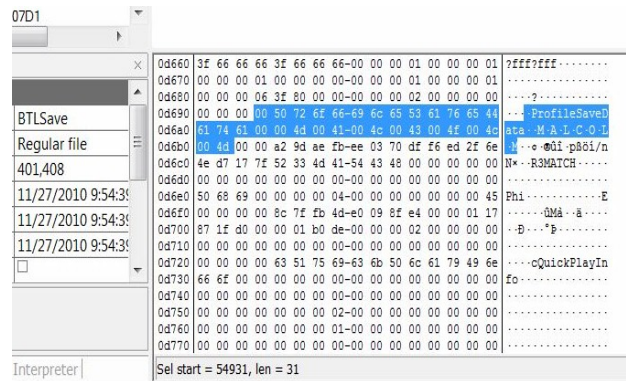 07D1
BTLSave
Regular file
401,408
11/27/2010 9:54:39
11/27/2010 9:54:39
11/27/2010 9:54:39
Interpreter
0d660 3f 66 66 66 3f 66 66 66-00 00 00 01 00 00 00 01 ?fff?fff········
0d670 00 00 00 01 00 00 00 00-00 00 00 01 00 00 00 01 ················
0d680 00 00 00 06 3f 80 00 00-00 00 00 02 00 00 00 00 ····?···········
0d690 00 00 00 00 50 72 6f 66-69 6c 65 53 61 76 65 44 ····ProfileSaveD
0d6a0 61 74 61 00 00 4d 00 41-00 4c 00 43 00 4f 00 4c ata··M·A·L·C·O·L
0d6b0 00 4d 00 00 a2 9d ae fb-ee 03 70 df f6 ed 2f 6e
0d6c0 4e d7 17 7f 52 33 4d 41-54 43 48 00 00 00 00 00 N×··R3MATCH·····
0d6d0 00 00 00 00 00 00 00 00-00 00 00 00 00 00 00 00 ················
0d6e0 50 68 69 00 00 00 00 00-04 00 00 00 00 00 00 45 Phi············E
0d6f0 00 00 00 00 00 8c 7f fb 4d-e0 09 8f e4 00 00 01 17
0d700 87 1f d0 00 00 01 b0 de-00 00 00 02 00 00 00 00
0d710 00 00 00 00 00 00 00 00-00 00 00 00 00 00 00 00 ················
0d720 00 00 00 00 63 51 75 69-63 6b 50 6c 61 79 49 6e ····cQuickPlayIn
0d730 66 6f 00 00 00 00 00 00-00 00 00 00 00 00 00 00 fo··············
0d740 00 00 00 00 00 00 00 00-00 00 00 00 00 00 00 00 ················
0d750 00 00 00 00 00 00 00 00-02 00 00 00 00 00 00 00 ················
0d760 00 00 00 00 00 00 00 00-01 00 00 00 00 00 00 00 ················
0d770 00 00 00 00 00 00 00 00-00 00 00 00 00 00 00 00 ················
Sel start = 54931, len = 31